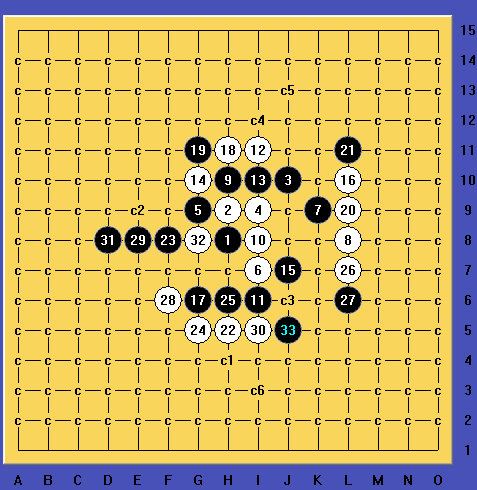 15
c c c c c c c c c c c c c c c 14
c c c c c c c c c c5 c c c c c 13
c c c c c c c c c4 c c c c c c 12
c c c c c c 19 18 12 c c 21 c c c 11
c c c c c c 14 9 13 3 c 16 c c c 10
c c c c c2 c 5 2 4 c 7 20 c c c 9
c c c 31 29 23 32 1 10 c c 8 c c c 8
c c c c c c c c 6 15 c 26 c c c 7
c c c c c 28 17 25 11 c3 c 27 c c c 6
c c c c c c 24 22 30 33 c c c c c 5
c c c c c c c c1 c c c c c c c 4
c c c c c c c c c6 c c c c c c 3
c c c c c c c c c c c c c c c 2
1
A B C D E F G H I J K L M N O